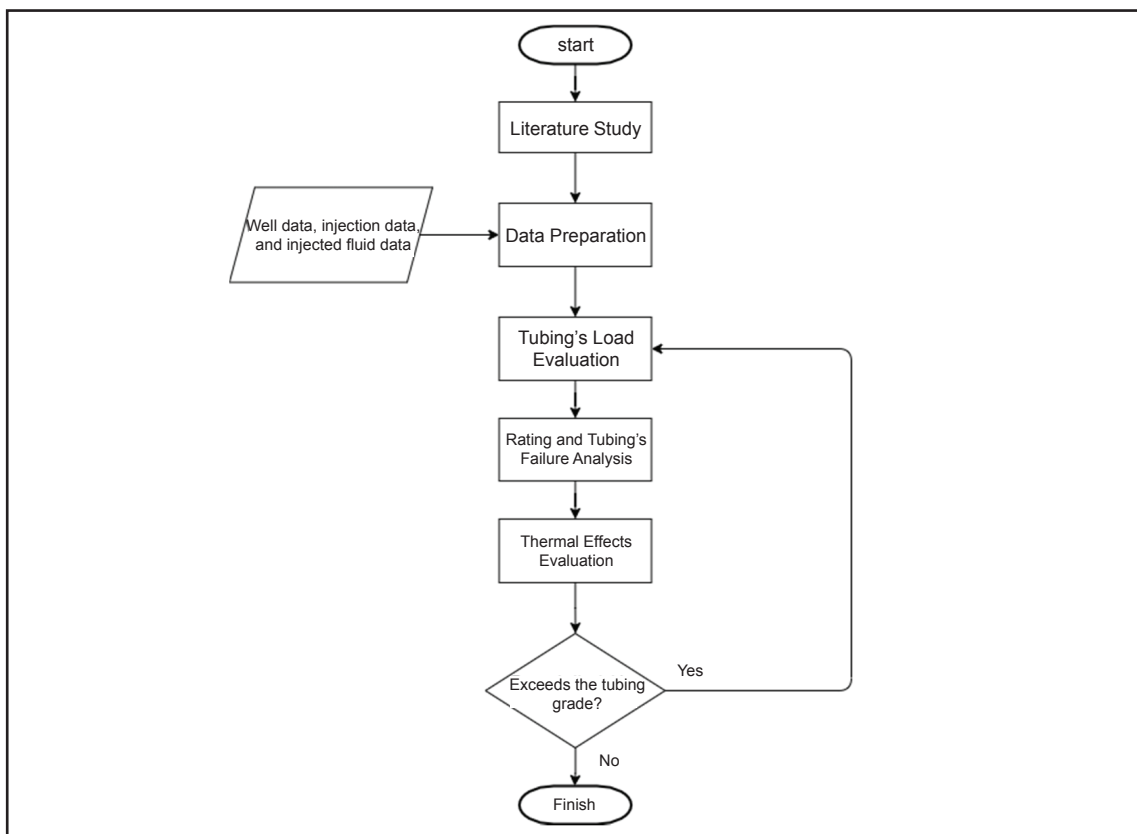 start
Literature Study
Well data, injection data,
and injected fluid data
Data Preparation
Tubing's Load
Evaluation
Rating and Tubing's
Failure Analysis
Thermal Effects
Evaluation
Exceeds the tubing
grade?
Yes
No
Finish